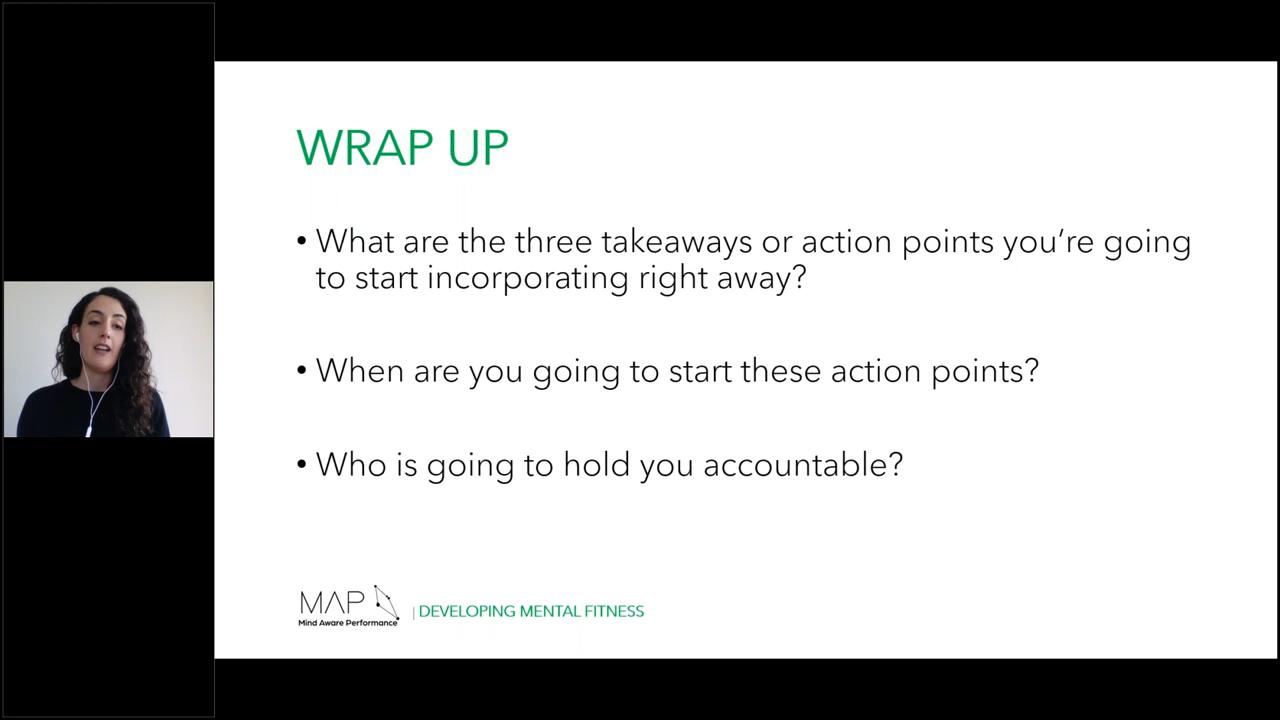 WRAP UP
• What are the three takeaways or action points you’re going
to start incorporating right away?
• When are you going to start these action points?
• Who is going to hold you accountable?
MAP
Mind Aware Performance
| DEVELOPING MENTAL FITNESS